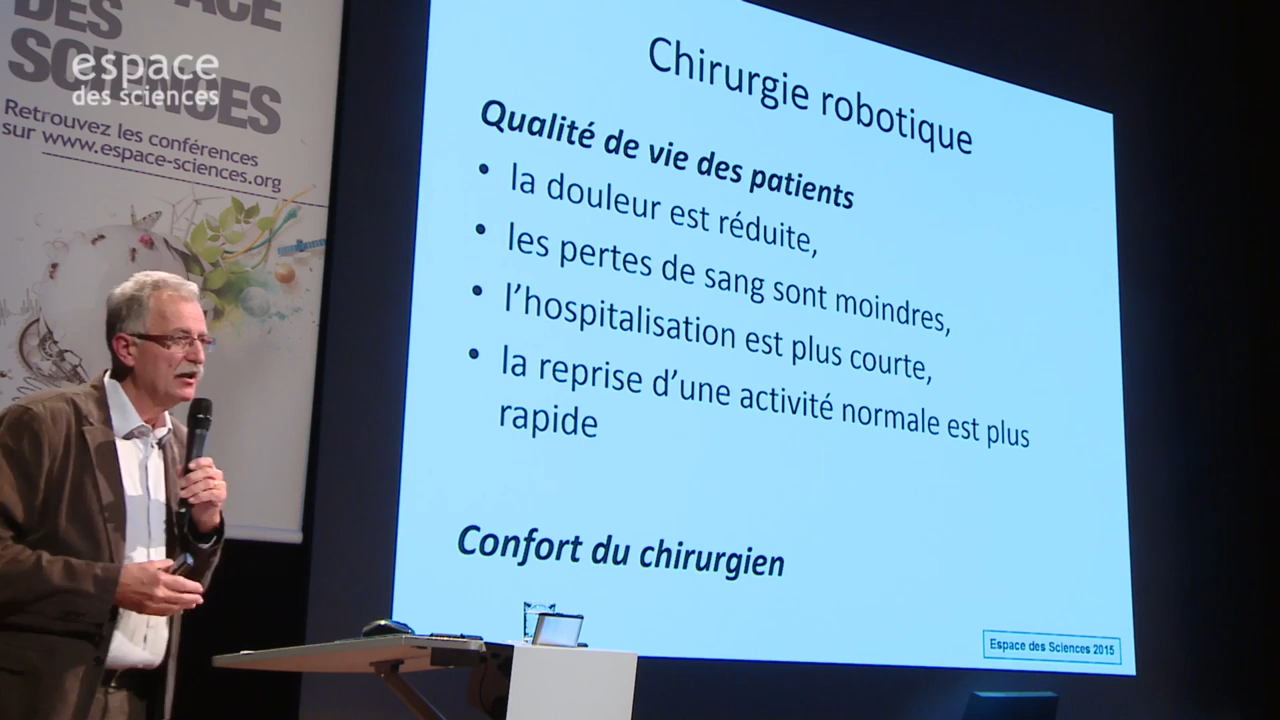 DES
SCIENCES
espace
des sciences
Retrouvez les conférences
sur www.espace-sciences.org
Chirurgie robotique
Qualité de vie des patients
• la douleur est réduite,
• les pertes de sang sont moindres,
• l’hospitalisation est plus courte,
• la reprise d’une activité normale est plus
rapide
Confort du chirurgien
Espace des Sciences 2015